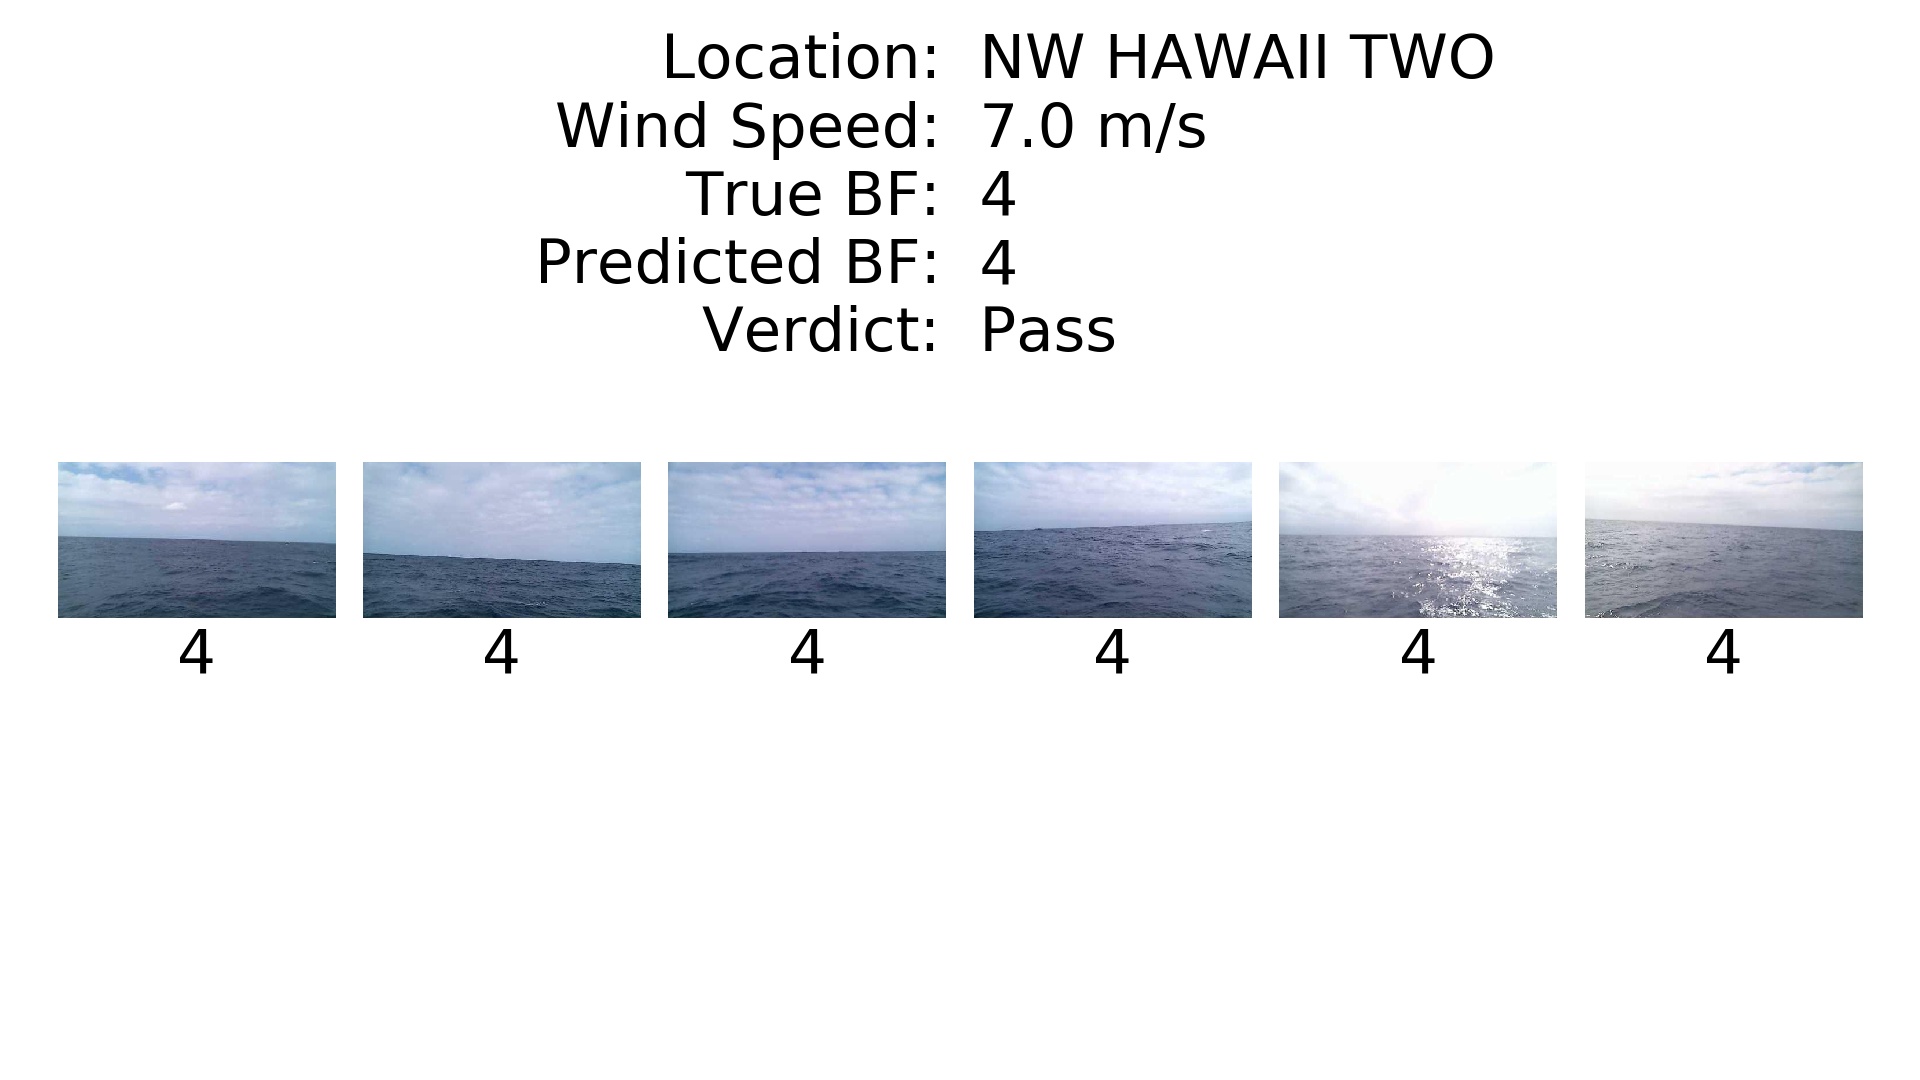 Location: NW HAWAII TWO
Wind Speed: 7.0 m/s
True BF: 4
Predicted BF: 4
Verdict: Pass
4 4 4 4 4 4